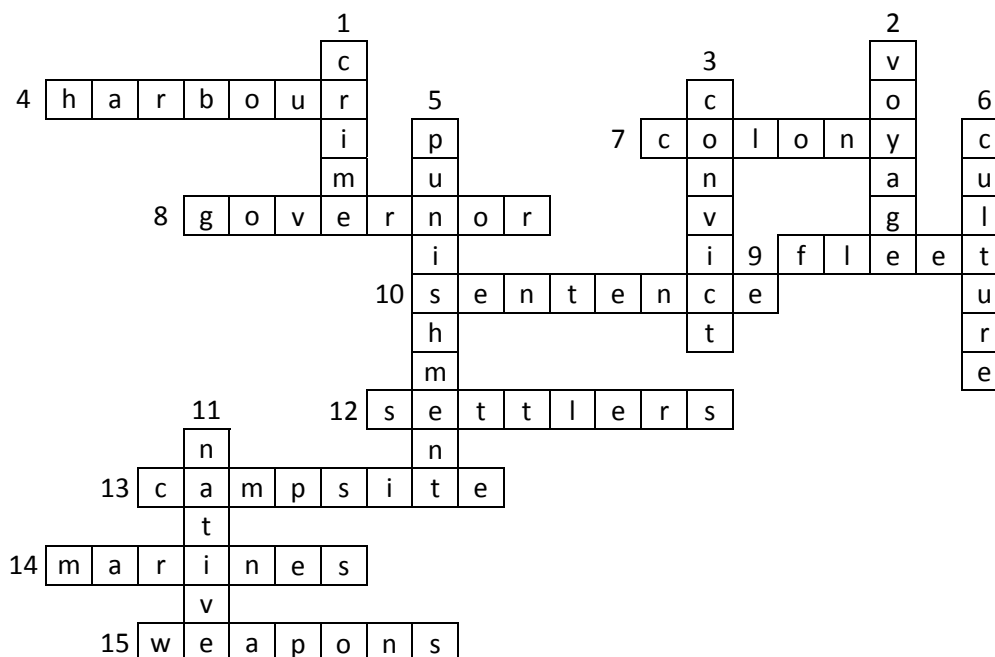 1 2
c 3 v
4 h a r b o u r 5 c o 6
i p 7 c o l o n y c
m u n a u
8 g o v e r n o r v g l
i i 9 f l e e t
10 s e n t e n c e u
h t r
m e
11 12 s e t t l e r s
n n
13 c a m p s i t e
t
14 m a r i n e s
v
15 w e a p o n s